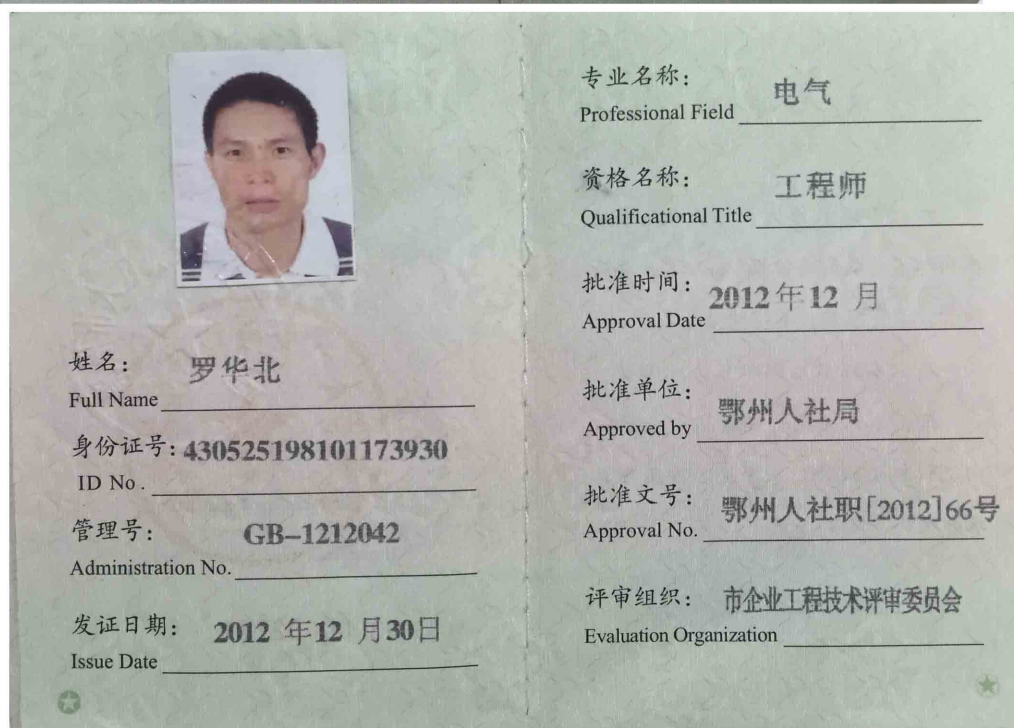 姓名: 罗华北
Full Name
身份证号: 430525198101173930
ID No.
管理号: GB-1212042
Administration No.
发证日期: 2012 年12 月30日
Issue Date
专业名称: 电气
Professional Field
资格名称: 工程师
Qualificational Title
批准时间: 2012年12 月
Approval Date
批准单位: 鄂州人社局
Approved by
批准文号: 鄂州人社职[2012]66号
Approval No.
评审组织: 市企业工程技术评审委员会
Evaluation Organization